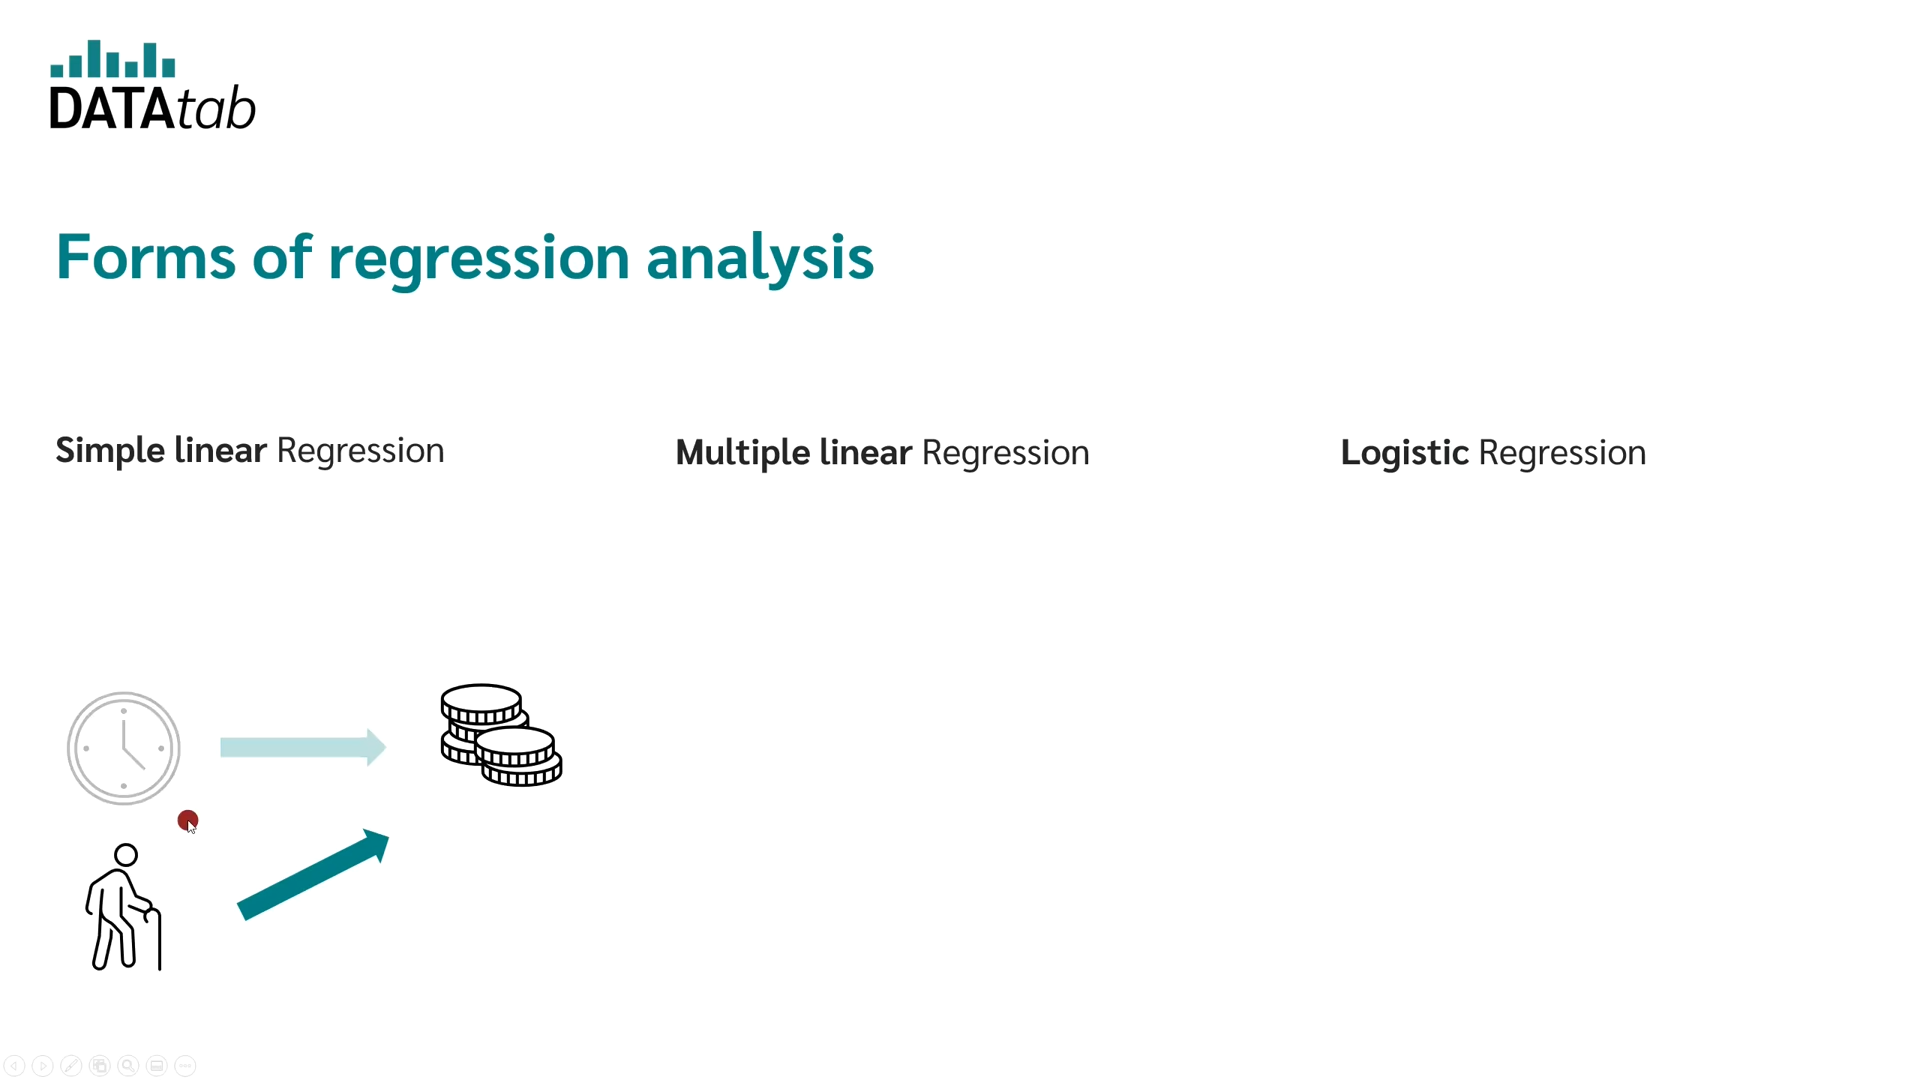 DATAtab
Forms of regression analysis
Simple linear Regression
Multiple linear Regression
Logistic Regression